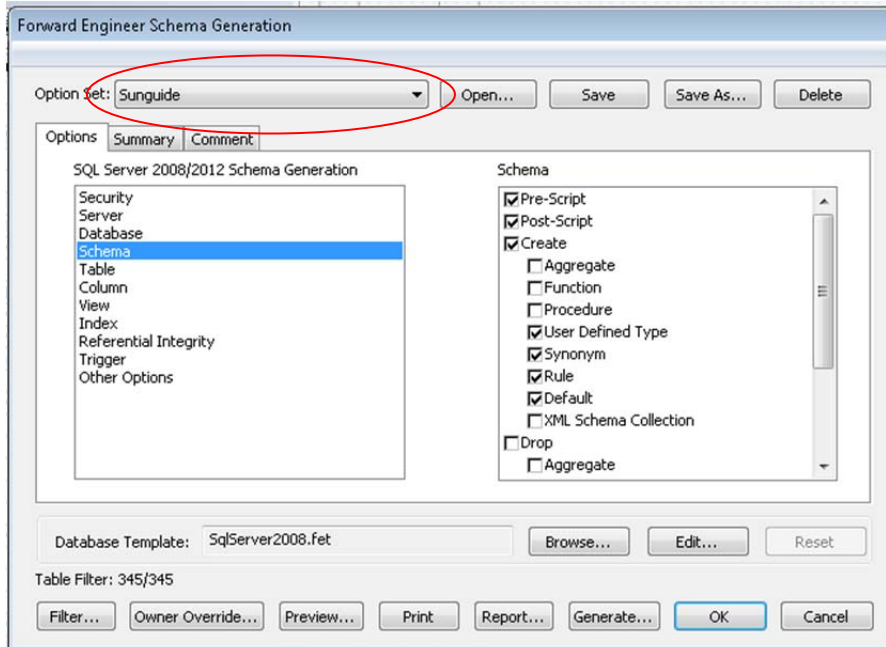 Forward Engineer Schema Generation
Option Set: Sunguide Open... Save Save As... Delete
Options Summary Comment
SQL Server 2008/2012 Schema Generation
Security
Server
Database
Schema
Table
Column
View
Index
Referential Integrity
Trigger
Other Options
Schema
Pre-Script
Post-Script
Create
Aggregate
Function
Procedure
User Defined Type
Synonym
Rule
Default
XML Schema Collection
Drop
Aggregate
Database Template: SqlServer2008.fet Browse... Edit... Reset
Table Filter: 345/345
Filter... Owner Override... Preview... Print Report... Generate... OK Cancel